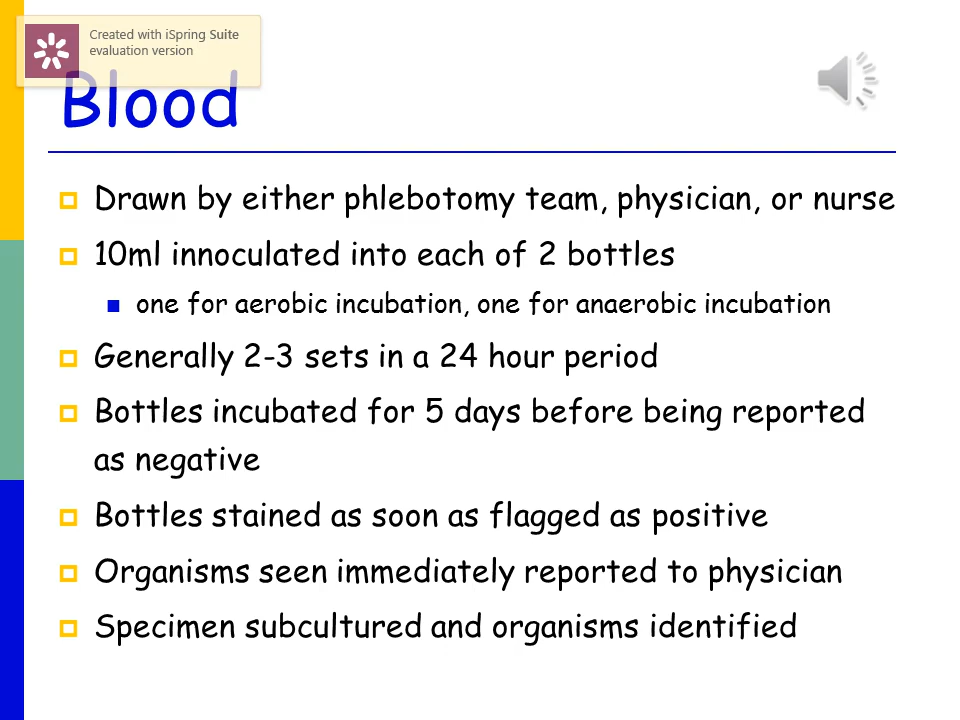 Created with iSpring Suite
evaluation version
Blood
Drawn by either phlebotomy team, physician, or nurse
10ml innoculated into each of 2 bottles
one for aerobic incubation, one for anaerobic incubation
Generally 2-3 sets in a 24 hour period
Bottles incubated for 5 days before being reported
as negative
Bottles stained as soon as flagged as positive
Organisms seen immediately reported to physician
Specimen subcultured and organisms identified